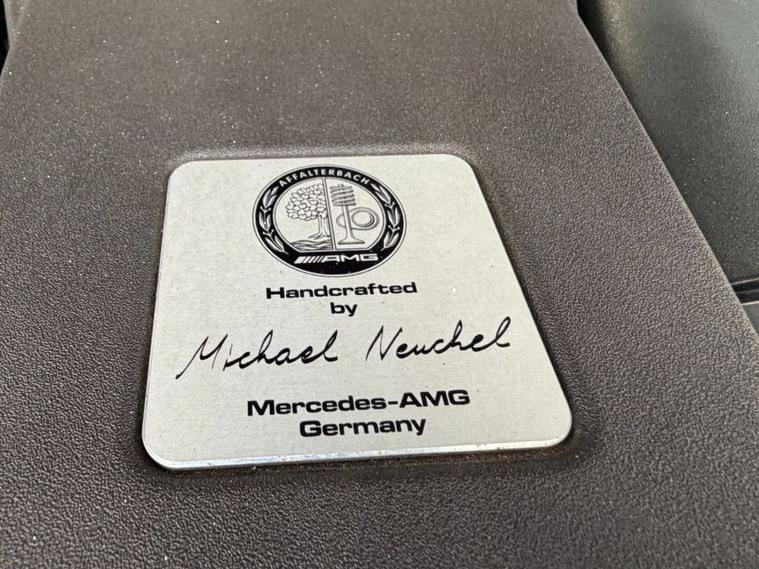 AFFALTERBACH
AMG
Handcrafted
by
Michael Neuchel
Mercedes-AMG
Germany